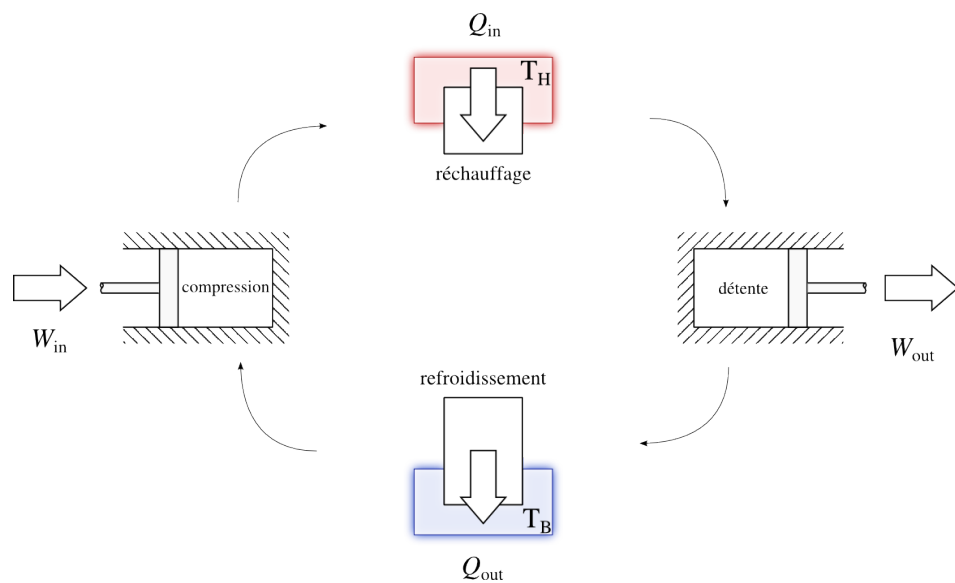 Q_in
T_H
réchauffage
compression
détente
W_in
W_out
refroidissement
T_B
Q_out